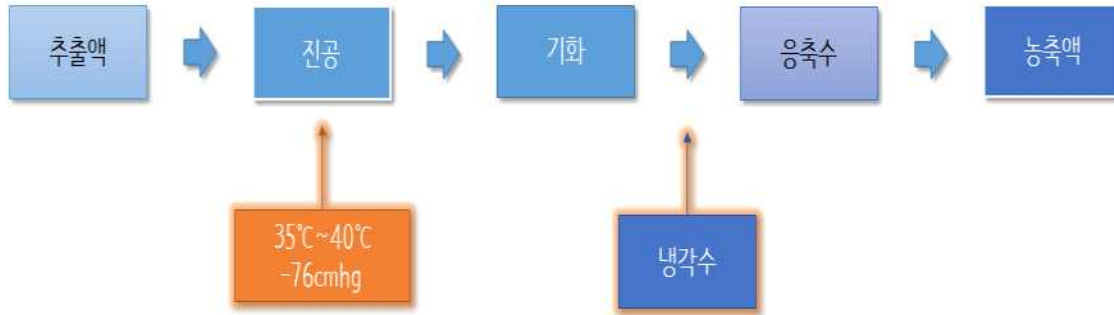 추출액
진공
기화
응축수
농축액
35℃~40℃
-76cmhg
냉각수